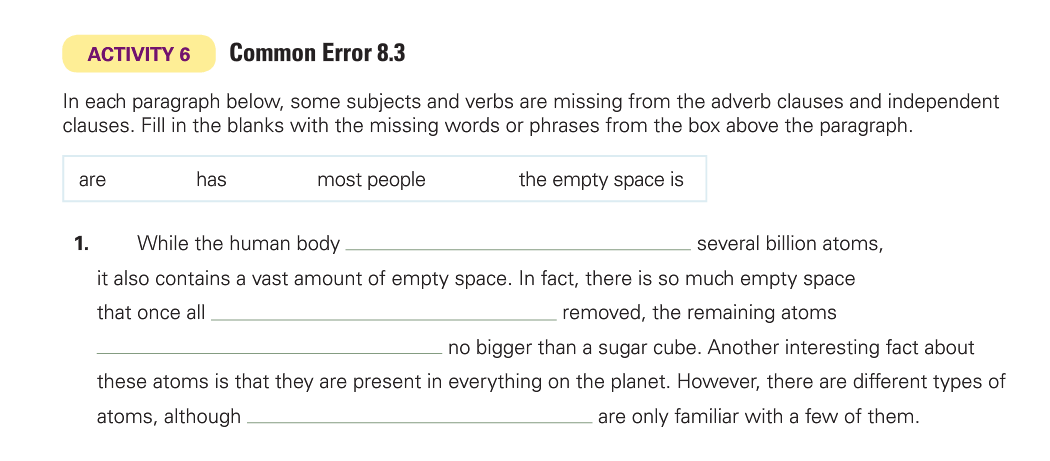 ACTIVITY 6 Common Error 8.3
In each paragraph below, some subjects and verbs are missing from the adverb clauses and independent
clauses. Fill in the blanks with the missing words or phrases from the box above the paragraph.
are has most people the empty space is
1. While the human body ____ several billion atoms,
it also contains a vast amount of empty space. In fact, there is so much empty space
that once all ____ removed, the remaining atoms
____ no bigger than a sugar cube. Another interesting fact about
these atoms is that they are present in everything on the planet. However, there are different types of
atoms, although ____ are only familiar with a few of them.